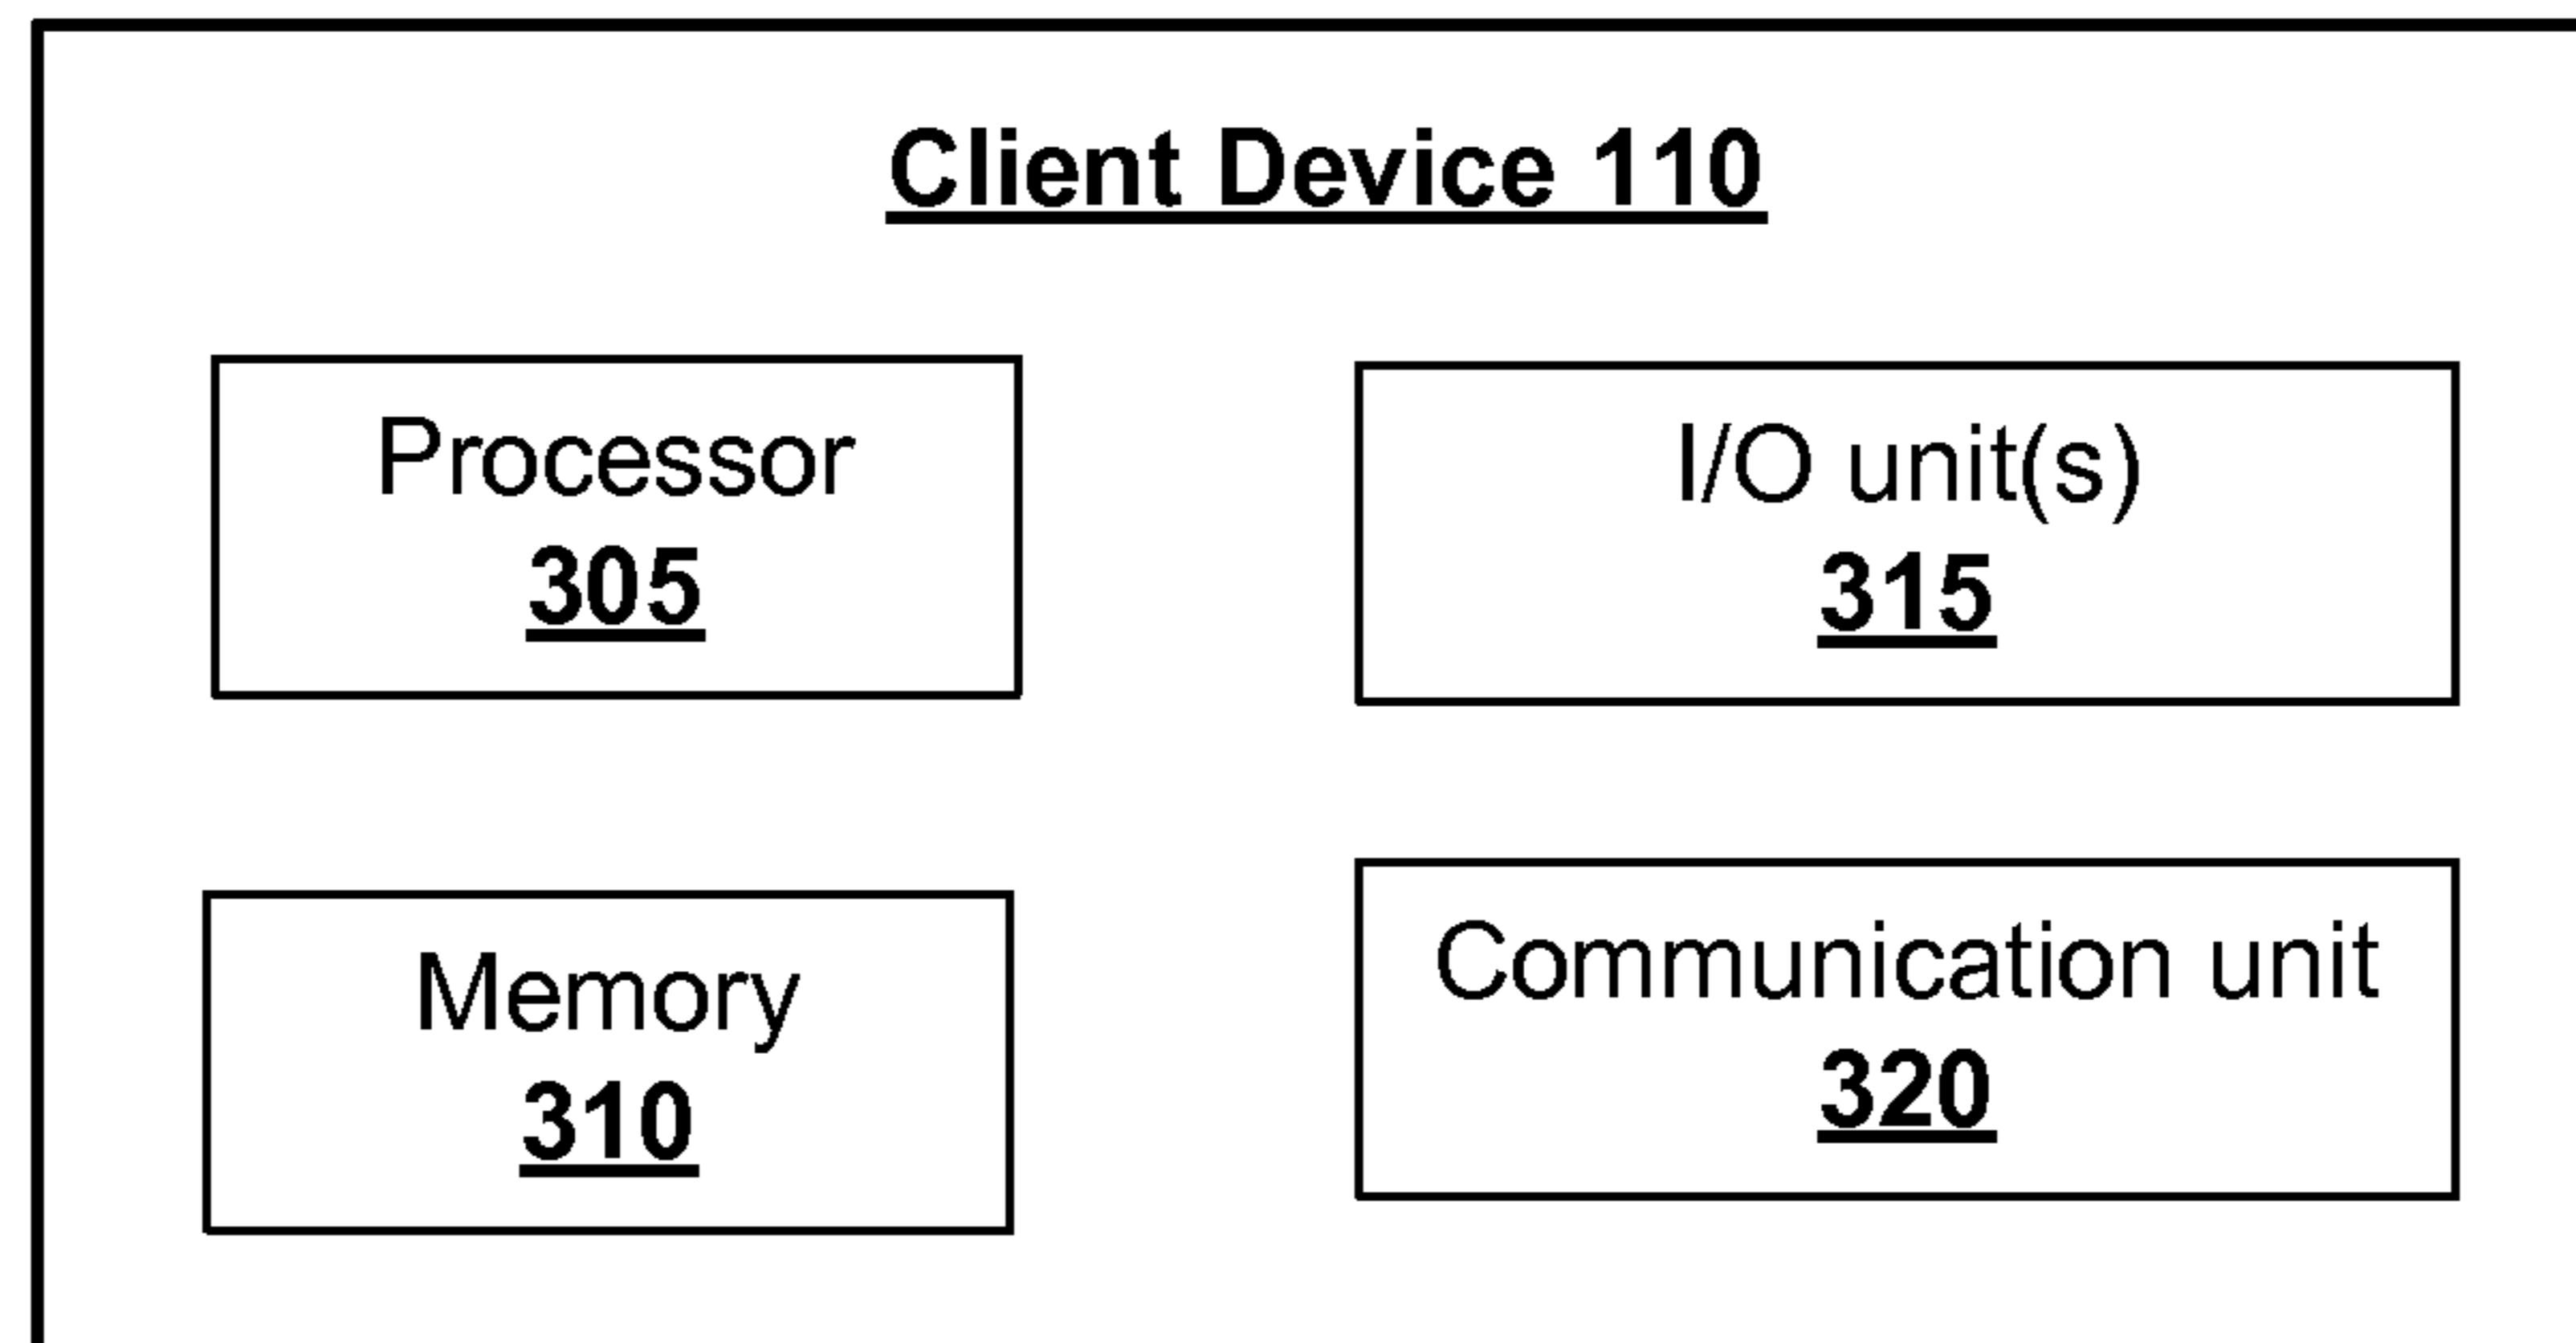 Client Device 110
Processor
305
I/O unit(s)
315
Memory
310
Communication unit
320